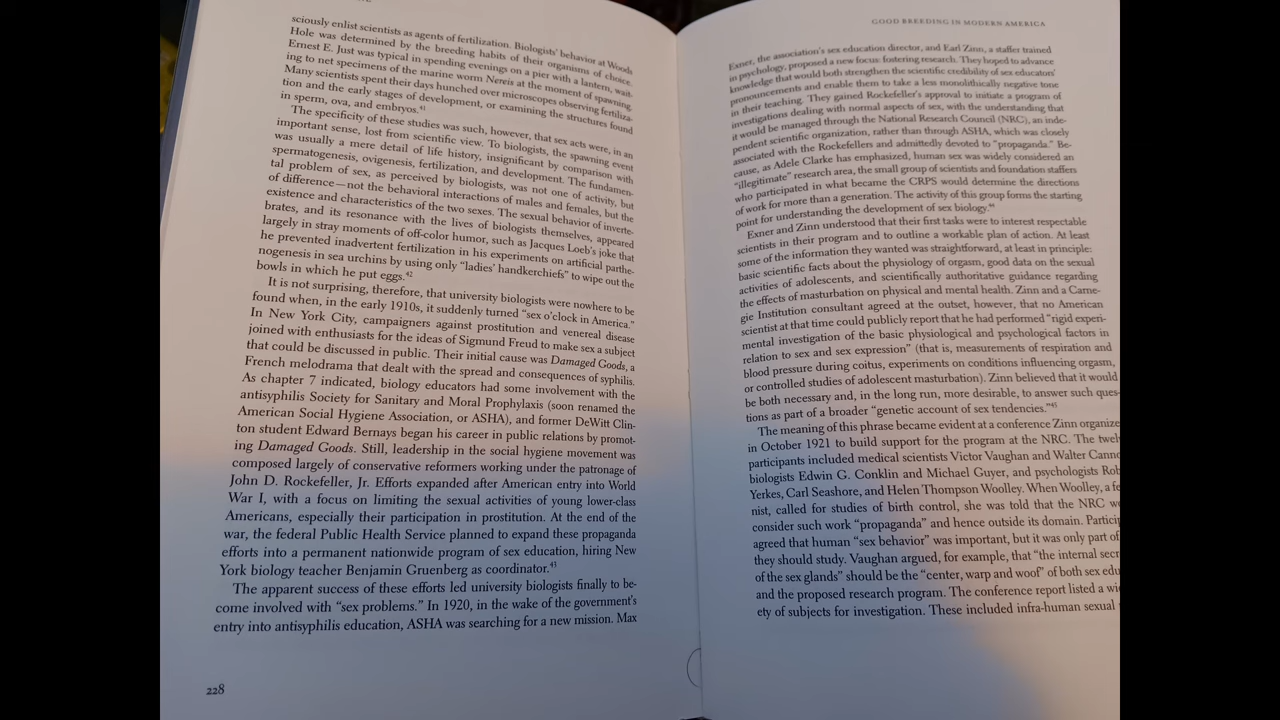 sciously enlist scientists as agents of fertilization. Biologists' behavior at Woods
Hole was determined by the breeding habits of their organisms of choice.
Ernest E. Just was typical in spending evenings on a pier with a lantern, wait-
ing to net specimens of the marine worm Nereis at the moment of spawning.
Many scientists spent their days hunched over microscopes observing fertiliza-
tion and the early stages of development, or examining the structures found
in sperm, ova, and embryos.41
The specificity of these studies was such, however, that sex acts were, in an
important sense, lost from scientific view. To biologists, the spawning event
was usually a mere detail of life history, insignificant by comparison with
spermatogenesis, ovigenesis, fertilization, and development. The fundamen-
tal problem of sex, as perceived by biologists, was not one of activity, but
of difference—not the behavioral interactions of males and females, but the
existence and characteristics of the two sexes. The sexual behavior of inverte-
brates, and its resonance with the lives of biologists themselves, appeared
largely in stray moments of off-color humor, such as Jacques Loeb's joke that
he prevented inadvertent fertilization in his experiments on artificial parthe-
nogenesis in sea urchins by using only "ladies' handkerchiefs" to wipe out the
bowls in which he put eggs.42
It is not surprising, therefore, that university biologists were nowhere to be
found when, in the early 1910s, it suddenly turned "sex o'clock in America."
In New York City, campaigners against prostitution and venereal disease
joined with enthusiasts for the ideas of Sigmund Freud to make sex a subject
that could be discussed in public. Their initial cause was Damaged Goods, a
French melodrama that dealt with the spread and consequences of syphilis.
As chapter 7 indicated, biology educators had some involvement with the
antisyphilis Society for Sanitary and Moral Prophylaxis (soon renamed the
American Social Hygiene Association, or ASHA), and former DeWitt Clin-
ton student Edward Bernays began his career in public relations by promot-
ing Damaged Goods. Still, leadership in the social hygiene movement was
composed largely of conservative reformers working under the patronage of
John D. Rockefeller, Jr. Efforts expanded after American entry into World
War I, with a focus on limiting the sexual activities of young lower-class
Americans, especially their participation in prostitution. At the end of the
war, the federal Public Health Service planned to expand these propaganda
efforts into a permanent nationwide program of sex education, hiring New
York biology teacher Benjamin Gruenberg as coordinator.43
The apparent success of these efforts led university biologists finally to be-
come involved with "sex problems." In 1920, in the wake of the government's
entry into antisyphilis education, ASHA was searching for a new mission. Max
228
GOOD BREEDING IN MODERN AMERICA
Exner, the association's sex education director, and Earl Zinn, a staffer trained
in psychology, proposed a new focus: fostering research. They hoped to advance
knowledge that would both strengthen the scientific credibility of sex educators'
pronouncements and enable them to take a less monolithically negative tone
in their teaching. They gained Rockefeller's approval to initiate a program of
investigations dealing with normal aspects of sex, with the understanding that
it would be managed through the National Research Council (NRC), an inde-
pendent scientific organization, rather than through ASHA, which was closely
associated with the Rockefellers and admittedly devoted to "propaganda." Be-
cause, as Adele Clarke has emphasized, human sex was widely considered an
"illegitimate" research area, the small group of scientists and foundation staffers
who participated in what became the CRPS would determine the directions
of work for more than a generation. The activity of this group forms the starting
point for understanding the development of sex biology.44
Exner and Zinn understood that their first tasks were to interest respectable
scientists in their program and to outline a workable plan of action. At least
some of the information they wanted was straightforward, at least in principle:
basic scientific facts about the physiology of orgasm, good data on the sexual
activities of adolescents, and scientifically authoritative guidance regarding
the effects of masturbation on physical and mental health. Zinn and a Carne-
gie Institution consultant agreed at the outset, however, that no American
scientist at that time could publicly report that he had performed "rigid experi-
mental investigation of the basic physiological and psychological factors in
relation to sex and sex expression" (that is, measurements of respiration and
blood pressure during coitus, experiments on conditions influencing orgasm,
or controlled studies of adolescent masturbation). Zinn believed that it would
be both necessary and, in the long run, more desirable, to answer such ques-
tions as part of a broader "genetic account of sex tendencies."45
The meaning of this phrase became evident at a conference Zinn organize
in October 1921 to build support for the program at the NRC. The twel
participants included medical scientists Victor Vaughan and Walter Canno
biologists Edwin G. Conklin and Michael Guyer, and psychologists Rob
Yerkes, Carl Seashore, and Helen Thompson Woolley. When Woolley, a fe
nist, called for studies of birth control, she was told that the NRC w
consider such work "propaganda" and hence outside its domain. Particip
agreed that human "sex behavior" was important, but it was only part of
they should study. Vaughan argued, for example, that "the internal secr
of the sex glands" should be the "center, warp and woof" of both sex edu
and the proposed research program. The conference report listed a wi
ety of subjects for investigation. These included infra-human sexual